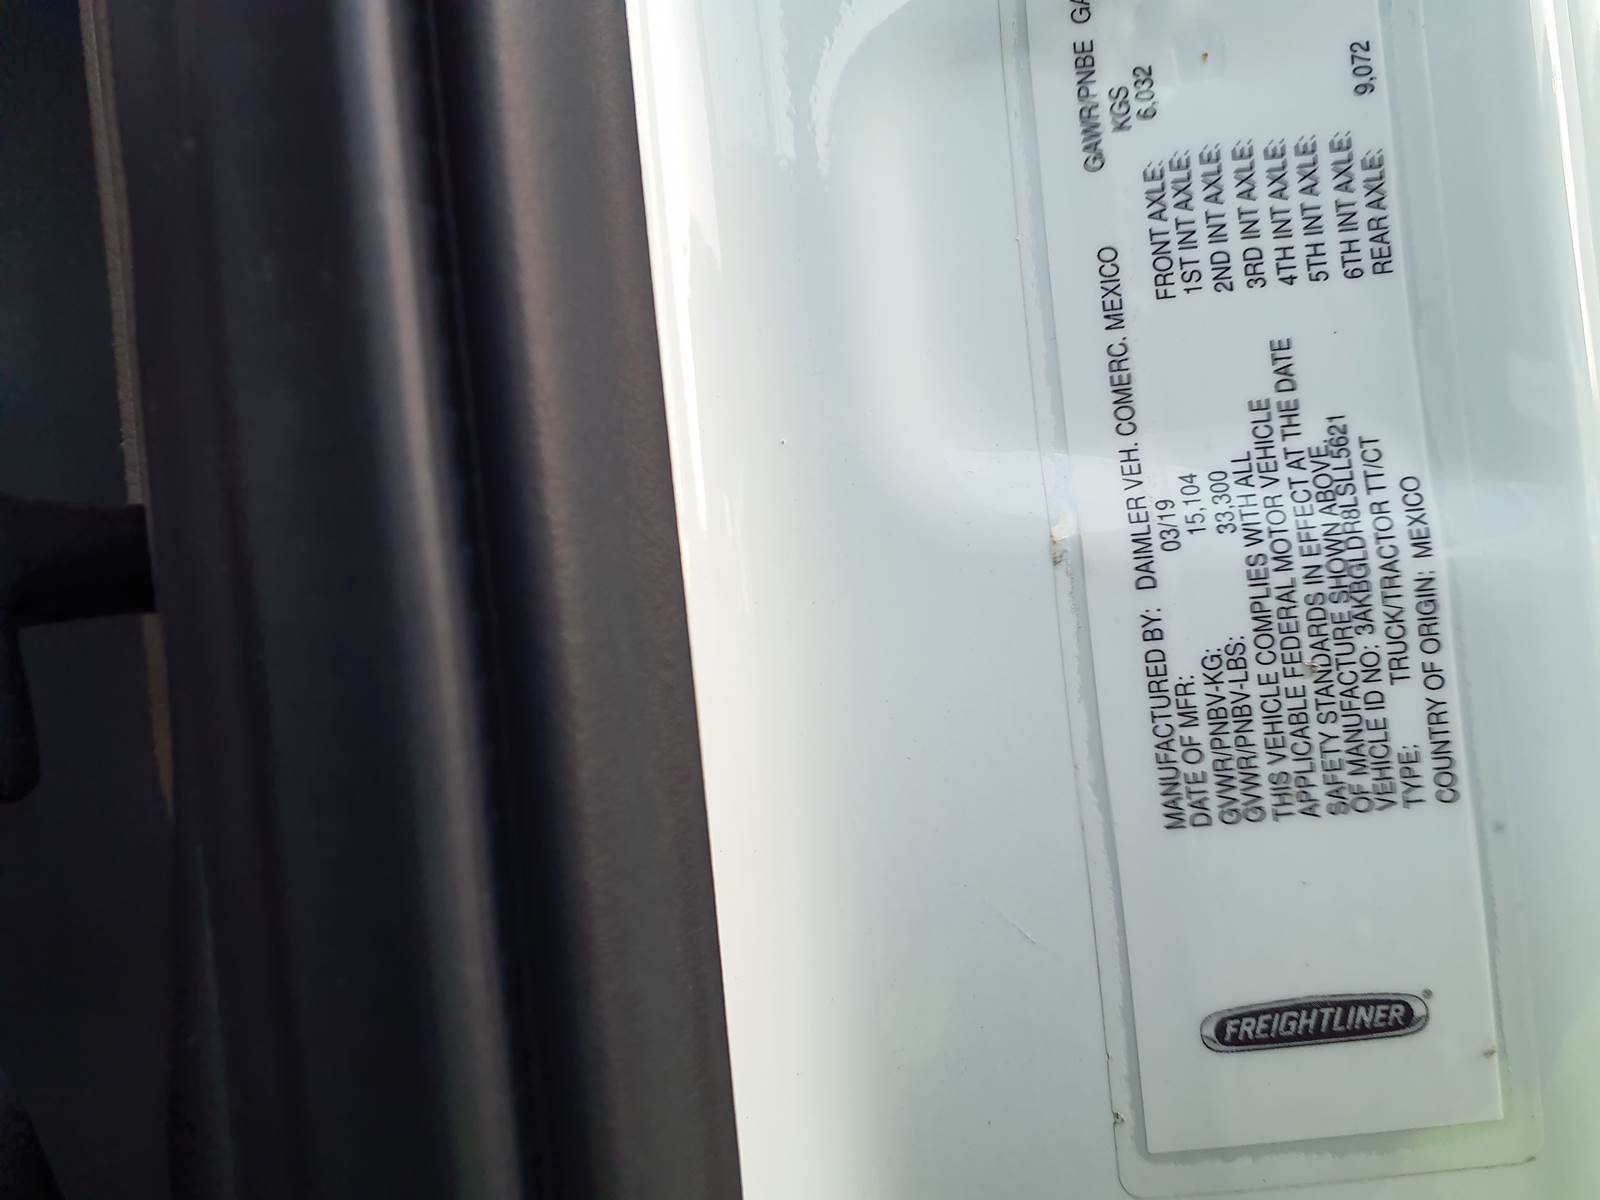 FREIGHTLINER®
MANUFACTURED BY: DAIMLER VEH. COMERC. MEXICO
DATE OF MFR: 03/19
GVWR/PNBV-KG: 15,104
GVWR/PNBV-LBS: 33,300
THIS VEHICLE COMPLIES WITH ALL
APPLICABLE FEDERAL MOTOR VEHICLE
SAFETY STANDARDS IN EFFECT AT THE DATE
OF MANUFACTURE SHOWN ABOVE.
VEHICLE ID NO: 3AKBGLDR8LSLL5621
TYPE: TRUCK/TRACTOR TT/CT
COUNTRY OF ORIGIN: MEXICO
GAWR/PNBE GA
KGS
FRONT AXLE: 6,032
1ST INT AXLE:
2ND INT AXLE:
3RD INT AXLE:
4TH INT AXLE:
5TH INT AXLE:
6TH INT AXLE:
REAR AXLE: 9,072